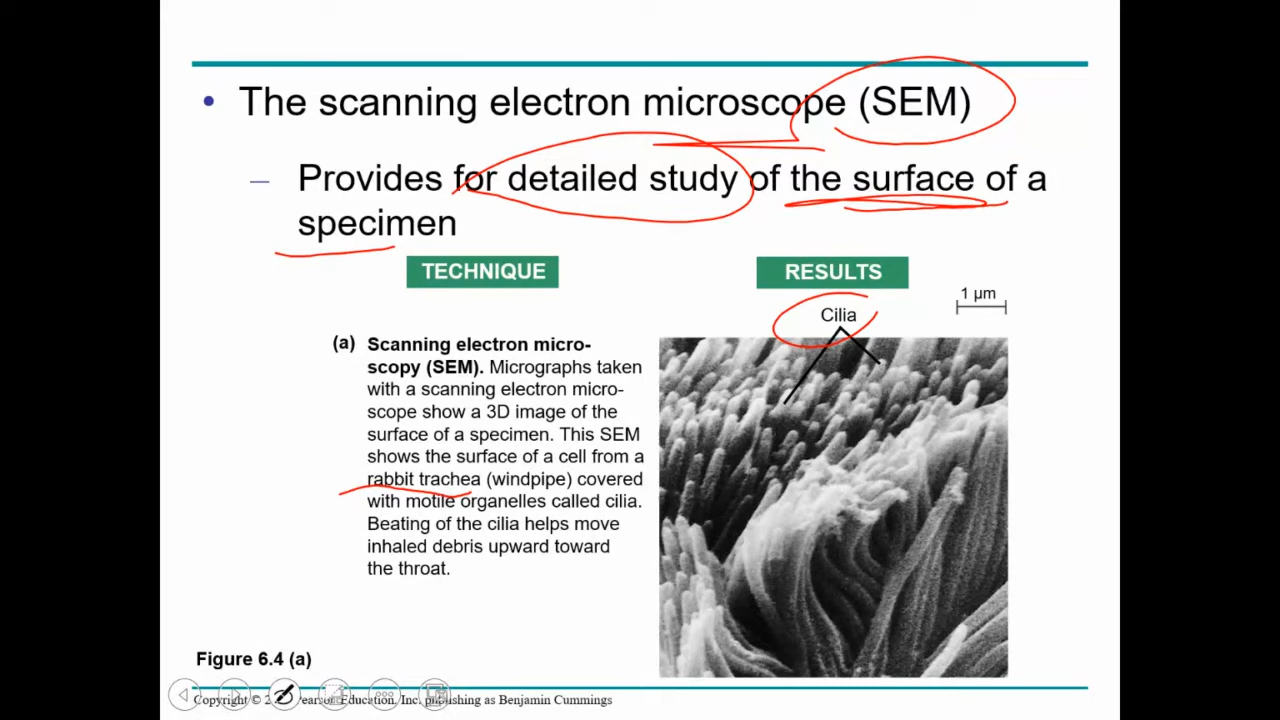 • The scanning electron microscope (SEM)
– Provides for detailed study of the surface of a
specimen
TECHNIQUE
RESULTS
1 µm
Cilia
(a) Scanning electron micro-
scopy (SEM). Micrographs taken
with a scanning electron micro-
scope show a 3D image of the
surface of a specimen. This SEM
shows the surface of a cell from a
rabbit trachea (windpipe) covered
with motile organelles called cilia.
Beating of the cilia helps move
inhaled debris upward toward
the throat.
Figure 6.4 (a)
Copyright © Pearson Education, Inc. publishing as Benjamin Cummings